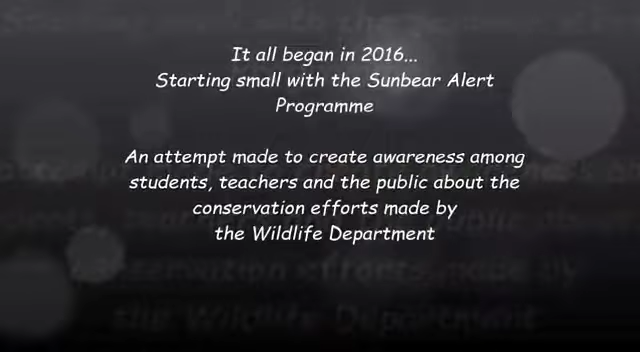 It all began in 2016...
Starting small with the Sunbear Alert
Programme
An attempt made to create awareness among
students, teachers and the public about the
conservation efforts made by
the Wildlife Department